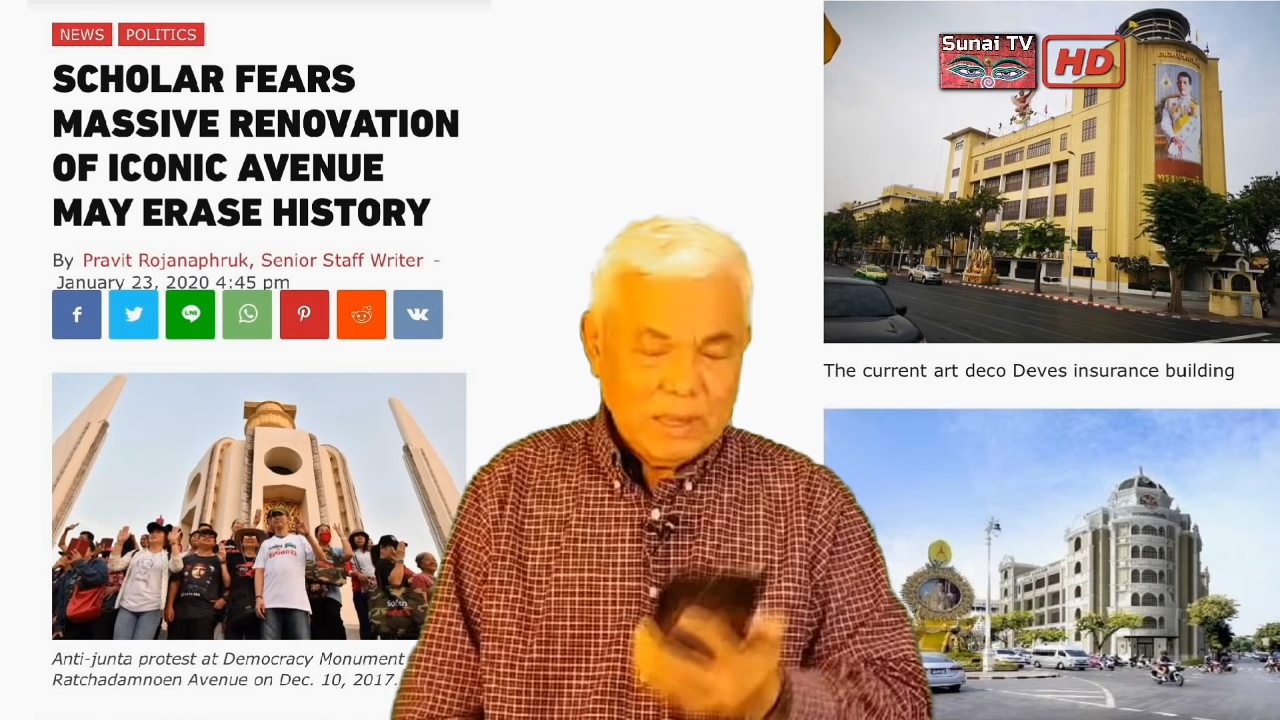 NEWS POLITICS
SCHOLAR FEARS
MASSIVE RENOVATION
OF ICONIC AVENUE
MAY ERASE HISTORY
By Pravit Rojanaphruk, Senior Staff Writer -
January 23, 2020 4:45 pm
Anti-junta protest at Democracy Monument
Ratchadamnoen Avenue on Dec. 10, 2017.
Sunai TV HD
The current art deco Deves insurance building